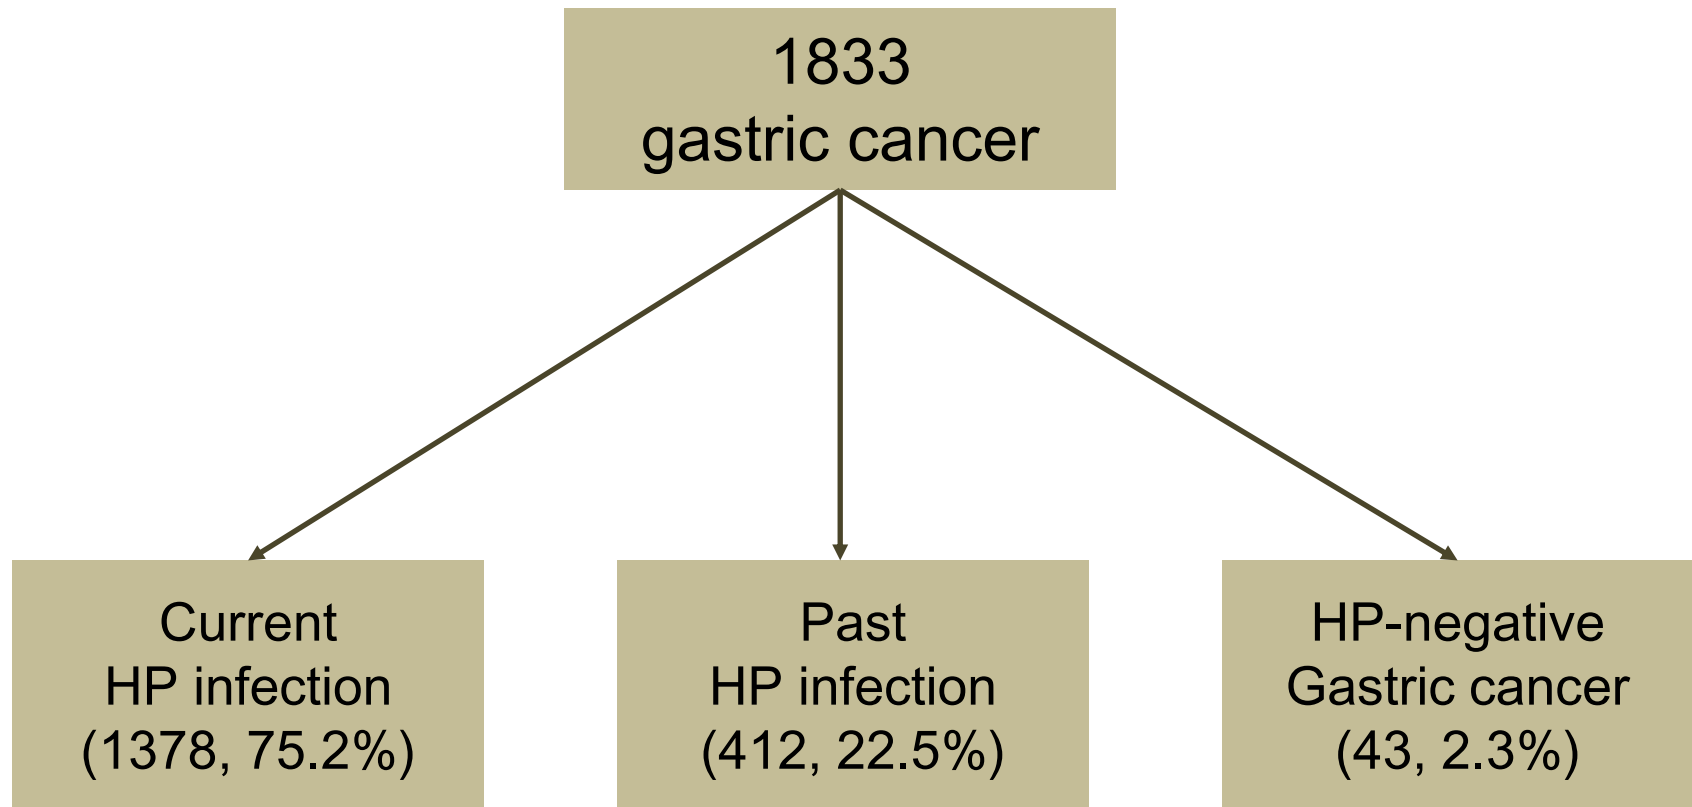 1833
gastric cancer
Current
HP infection
(1378, 75.2%)
Past
HP infection
(412, 22.5%)
HP-negative
Gastric cancer
(43, 2.3%)